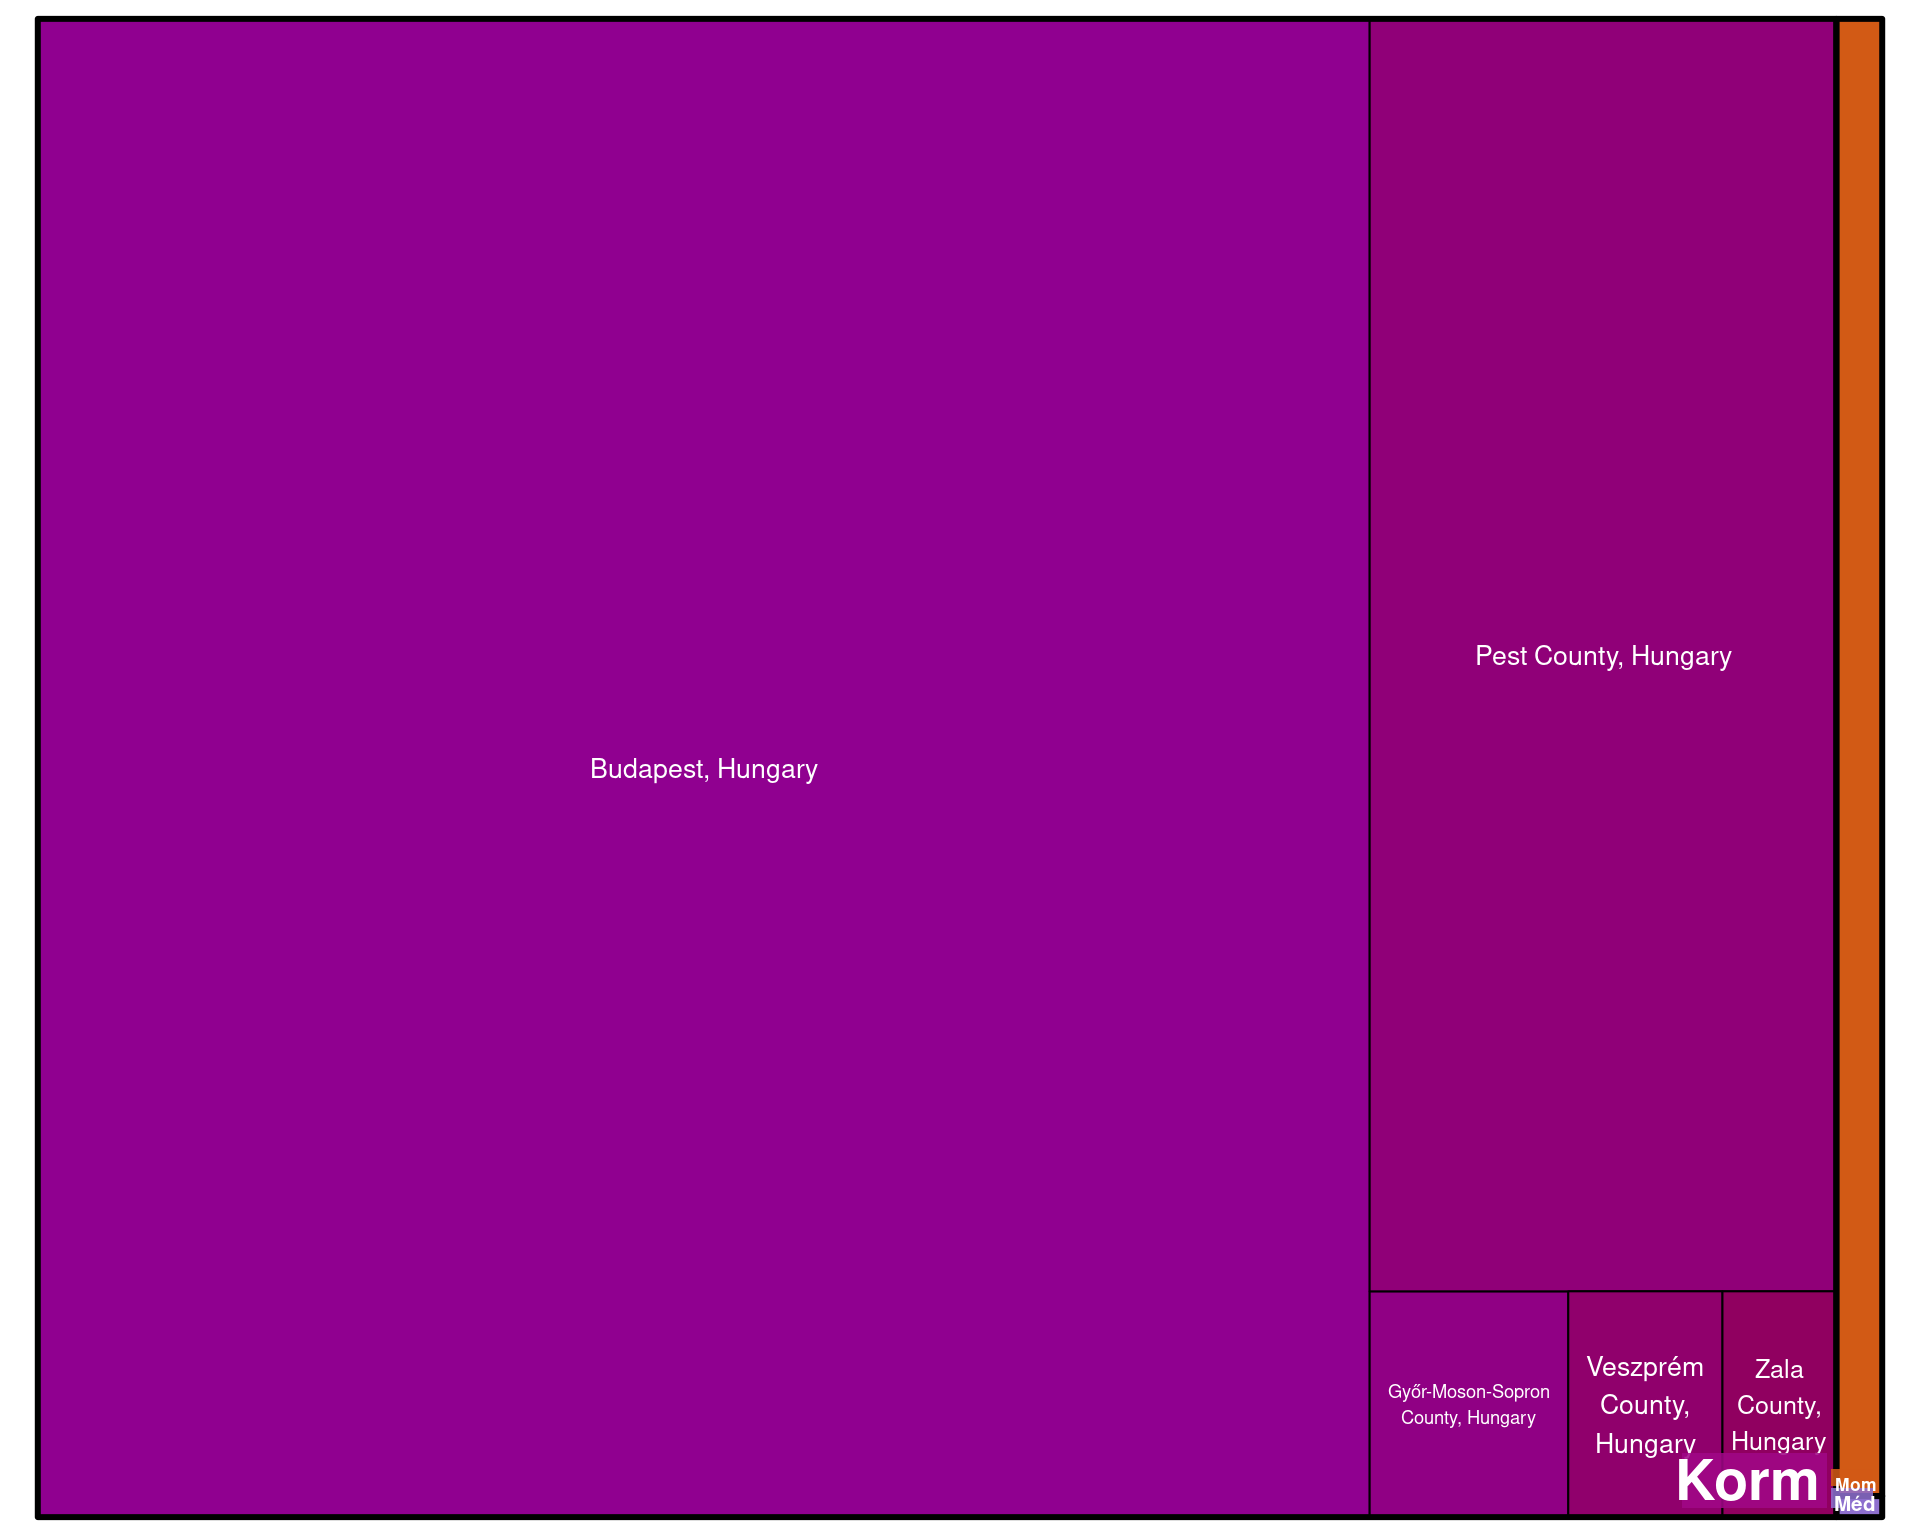 Budapest, Hungary
Pest County, Hungary
Győr-Moson-Sopron
County, Hungary
Veszprém
County,
Hungary
Zala
County,
Hungary
Korm
Mom
Méd